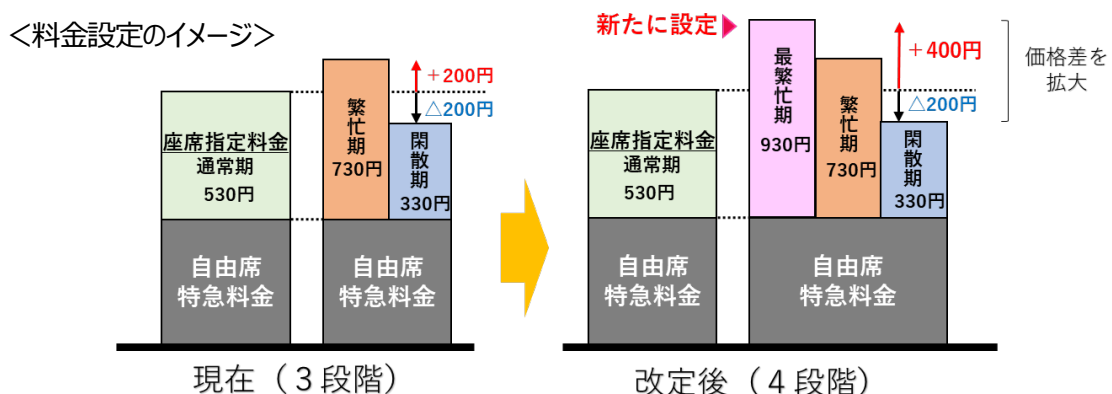 ＜料金設定のイメージ＞
＋200円
△200円
座席指定料金
通常期
530円
繁忙期
730円
閑散期
330円
自由席
特急料金
自由席
特急料金
現在（３段階）
新たに設定▶
＋400円
△200円
価格差を
拡大
座席指定料金
通常期
530円
最繁忙期
930円
繁忙期
730円
閑散期
330円
自由席
特急料金
自由席
特急料金
改定後（４段階）